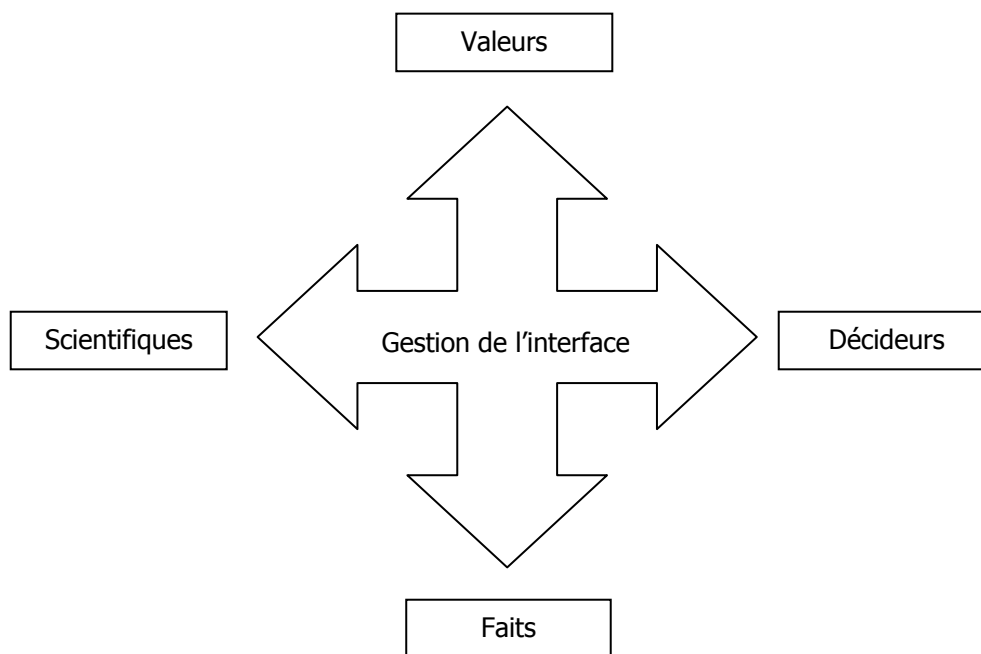 Valeurs
Scientifiques
Gestion de l’interface
Décideurs
Faits